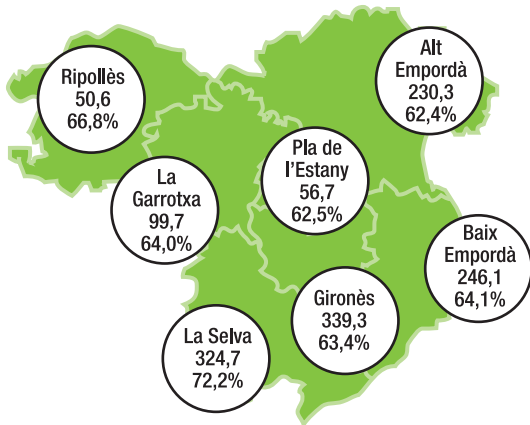 Ripollès
50,6
66,8%
Alt
Empordà
230,3
62,4%
Pla de
l'Estany
56,7
62,5%
La
Garrotxa
99,7
64,0%
Baix
Empordà
246,1
64,1%
Gironès
339,3
63,4%
La Selva
324,7
72,2%